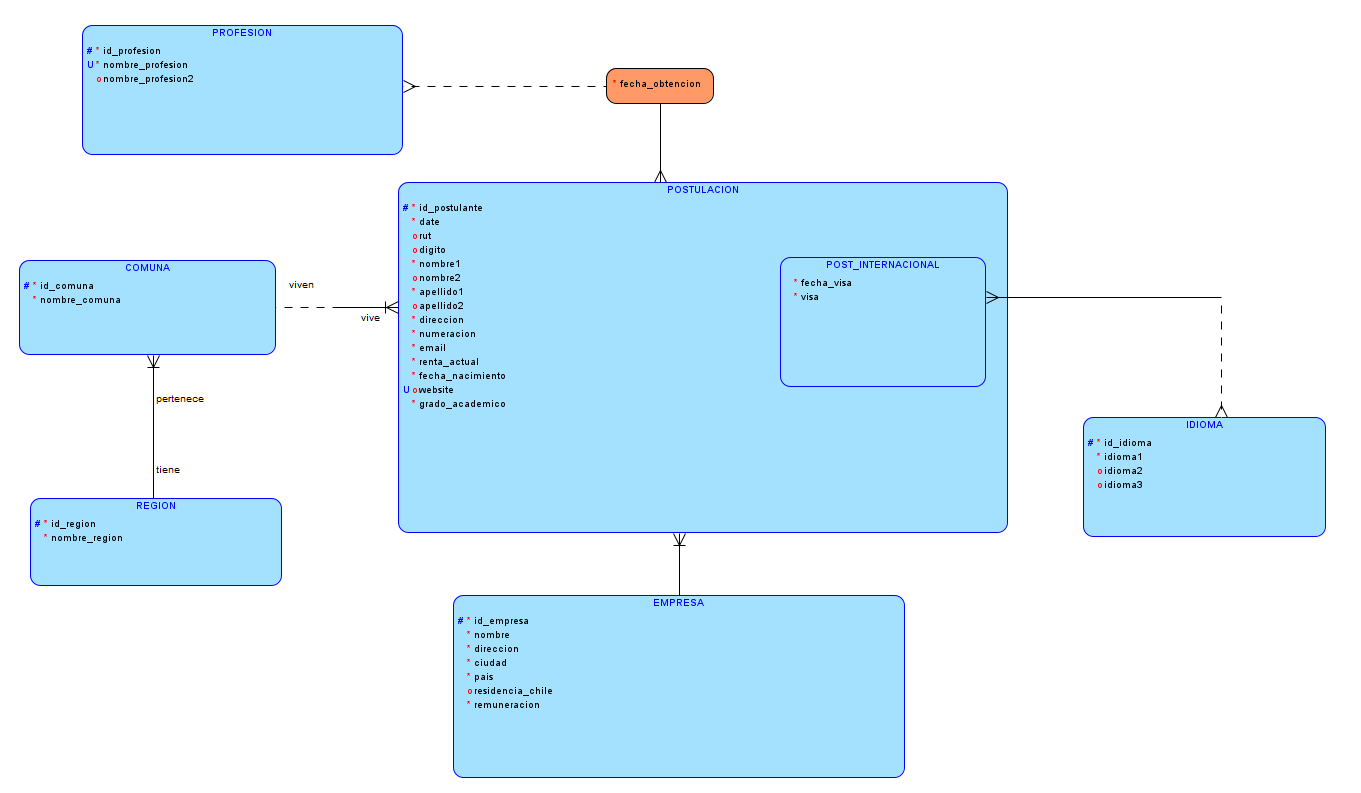 PROFESION
# * id_profesion
U * nombre_profesion
o nombre_profesion2
* fecha_obtencion
POSTULACION
# * id_postulante
* date
o rut
o digito
* nombre1
o nombre2
* apellido1
o apellido2
* direccion
* numeracion
* email
* renta_actual
* fecha_nacimiento
U o website
* grado_academico
POST_INTERNACIONAL
* fecha_visa
* visa
COMUNA
# * id_comuna
* nombre_comuna
viven
vive
pertenece
tiene
REGION
# * id_region
* nombre_region
IDIOMA
# * id_idioma
* idioma1
o idioma2
o idioma3
EMPRESA
# * id_empresa
* nombre
* direccion
* ciudad
* pais
o residencia_chile
* remuneracion